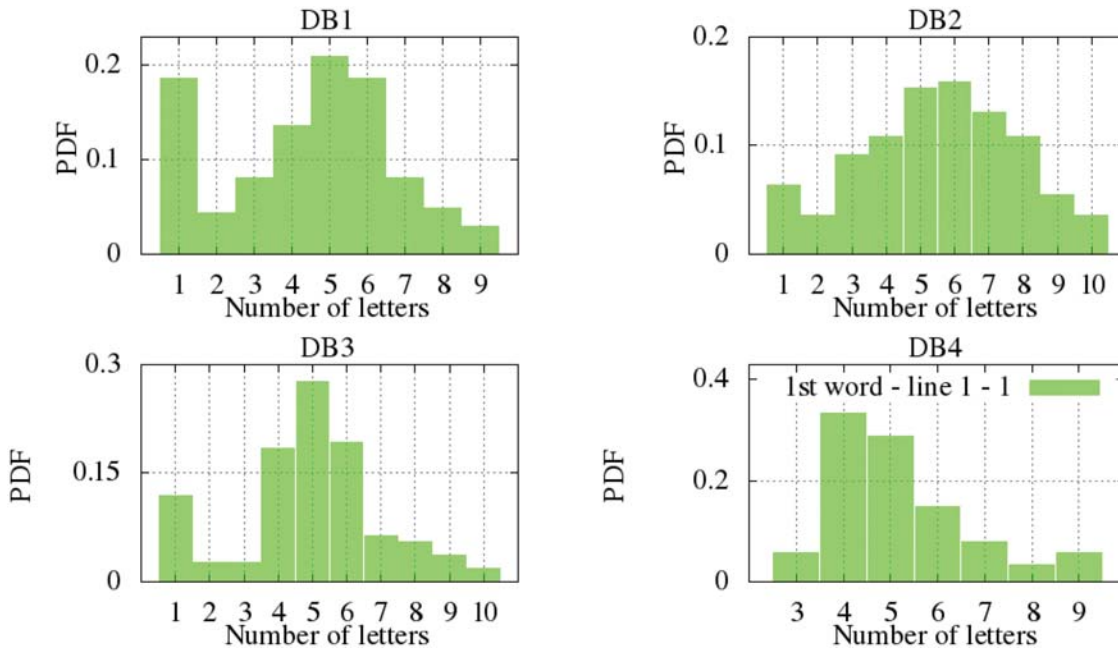 DB1
0.2
0.1
0
PDF
1 2 3 4 5 6 7 8 9
Number of letters
DB2
0.2
0.1
0
PDF
1 2 3 4 5 6 7 8 9 10
Number of letters
DB3
0.3
0.15
0
PDF
1 2 3 4 5 6 7 8 9 10
Number of letters
DB4
1st word - line 1 - 1
0.4
0.2
0
PDF
3 4 5 6 7 8 9
Number of letters